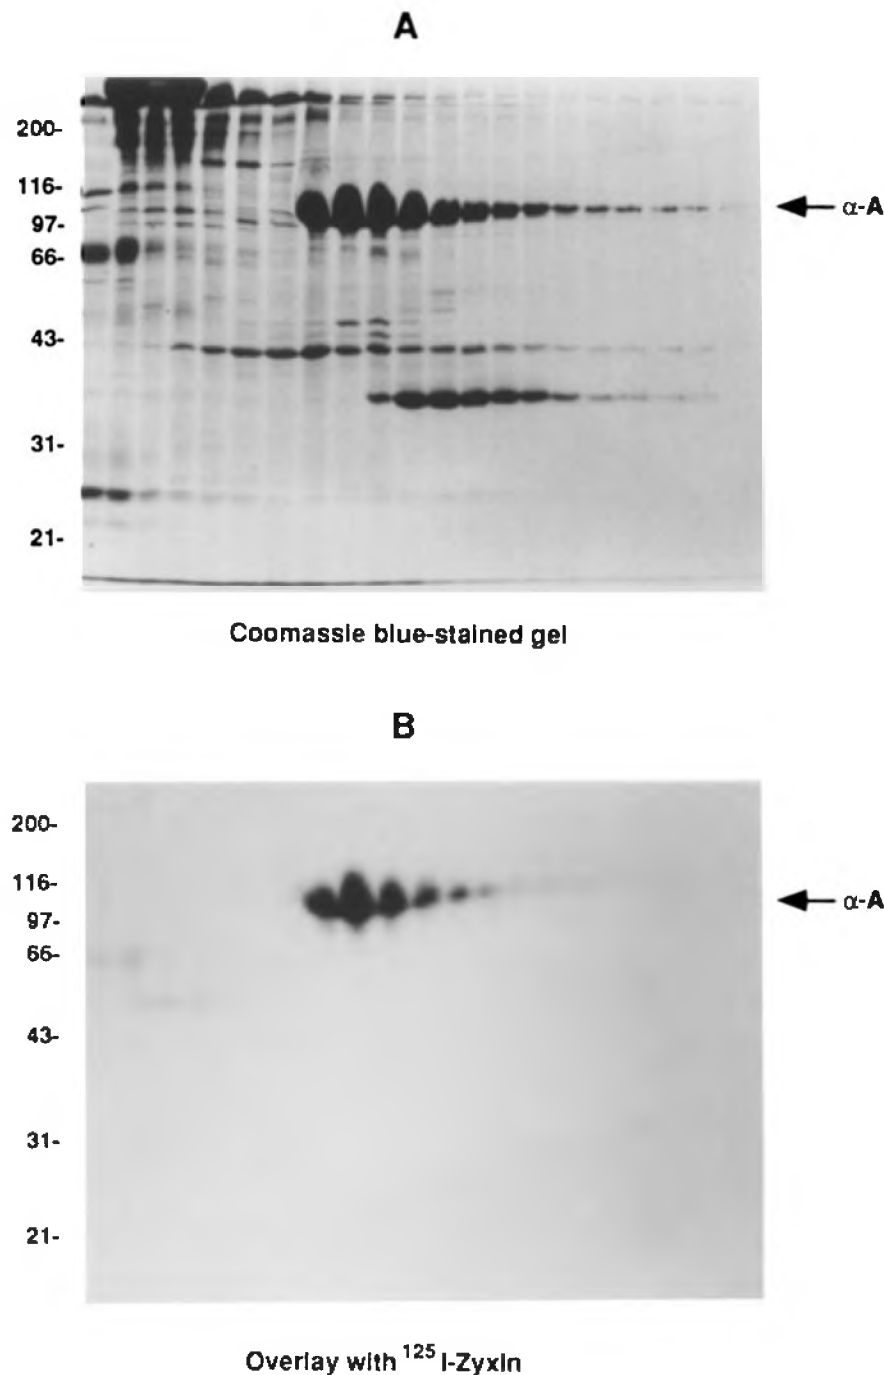 A
200-
116-
97-
66-
43-
31-
21-
α-A
Coomassie blue-stained gel
B
200-
116-
97-
66-
43-
31-
21-
α-A
Overlay with ¹²⁵I-Zyxin